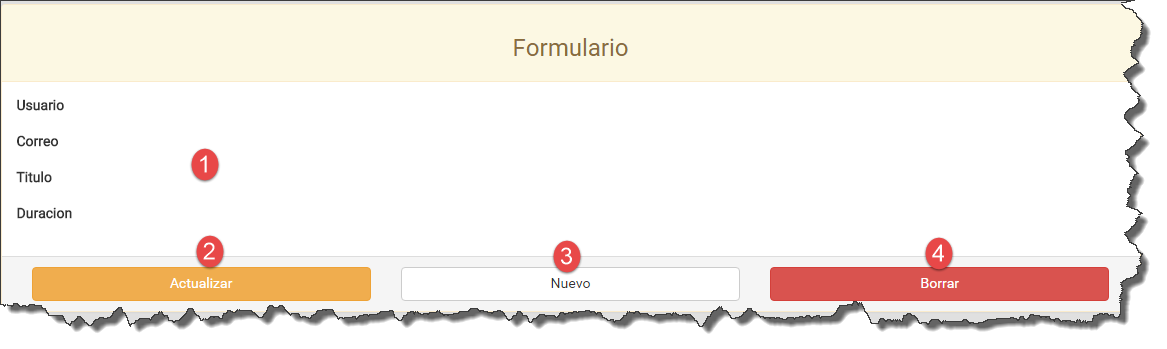 Formulario
Usuario
Correo
1
Titulo
Duracion
2
3
4
Actualizar
Nuevo
Borrar